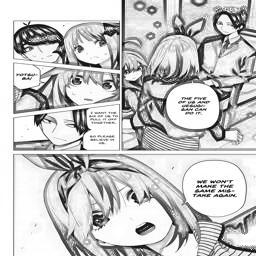 THE FIVE
OF US AND
UESUGI-
SAN CAN
DO IT.
YOTSU-
BA!
I WANT THE
SIX OF US TO
PULL IT OFF
TOGETHER.
SO PLEASE,
BELIEVE IN
US.
WE WON'T
MAKE THE
SAME MIS-
TAKE AGAIN.